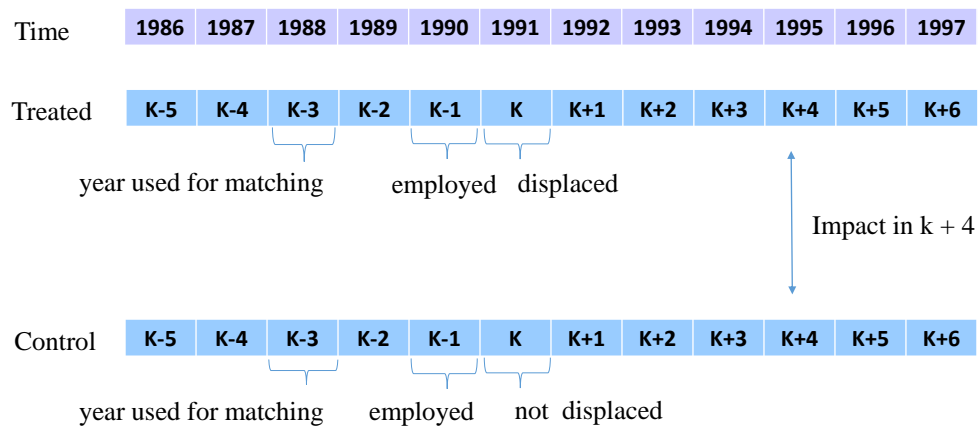 Time 1986 1987 1988 1989 1990 1991 1992 1993 1994 1995 1996 1997
Treated K-5 K-4 K-3 K-2 K-1 K K+1 K+2 K+3 K+4 K+5 K+6
year used for matching employed displaced
Impact in k + 4
Control K-5 K-4 K-3 K-2 K-1 K K+1 K+2 K+3 K+4 K+5 K+6
year used for matching employed not displaced